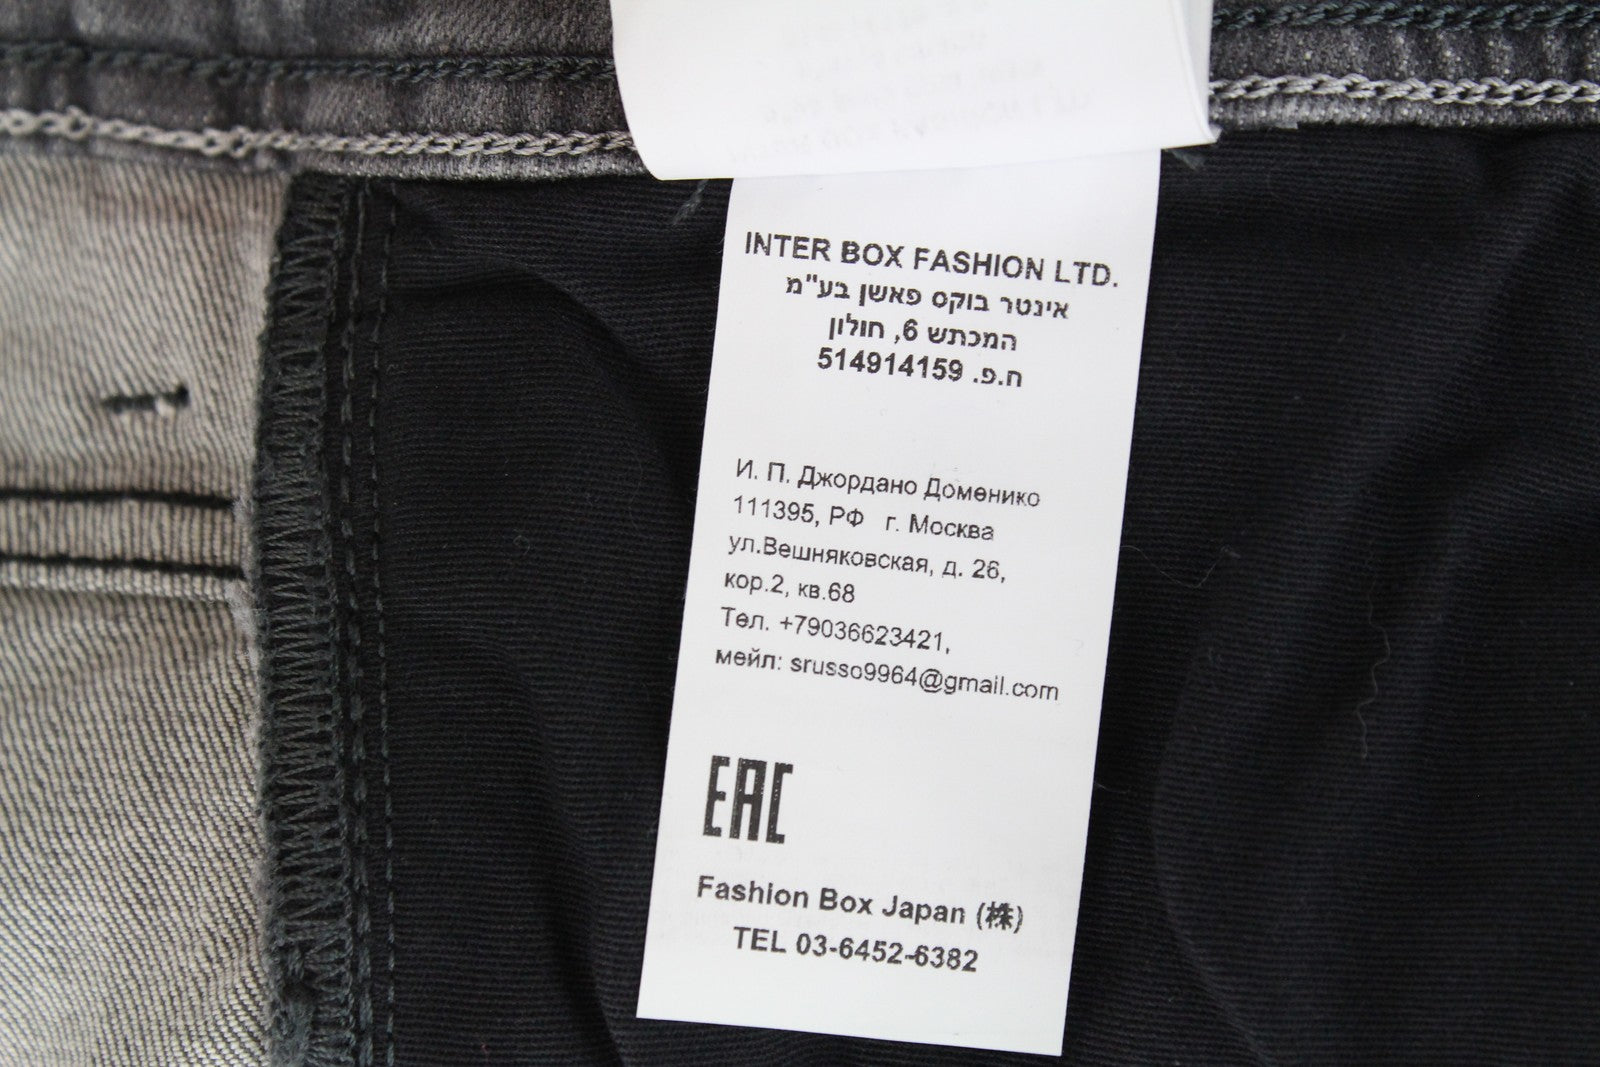 INTER BOX FASHION LTD.
אינטר בוקס פאשן בע"מ
המכתש 6, חולון
ח.פ. 514914159
И. П. Джордано Доменико
111395, РФ г. Москва
ул.Вешняковская, д. 26,
кор.2, кв.68
Тел. +79036623421,
мейл: srusso9964@gmail.com
EAC
Fashion Box Japan (株)
TEL 03-6452-6382